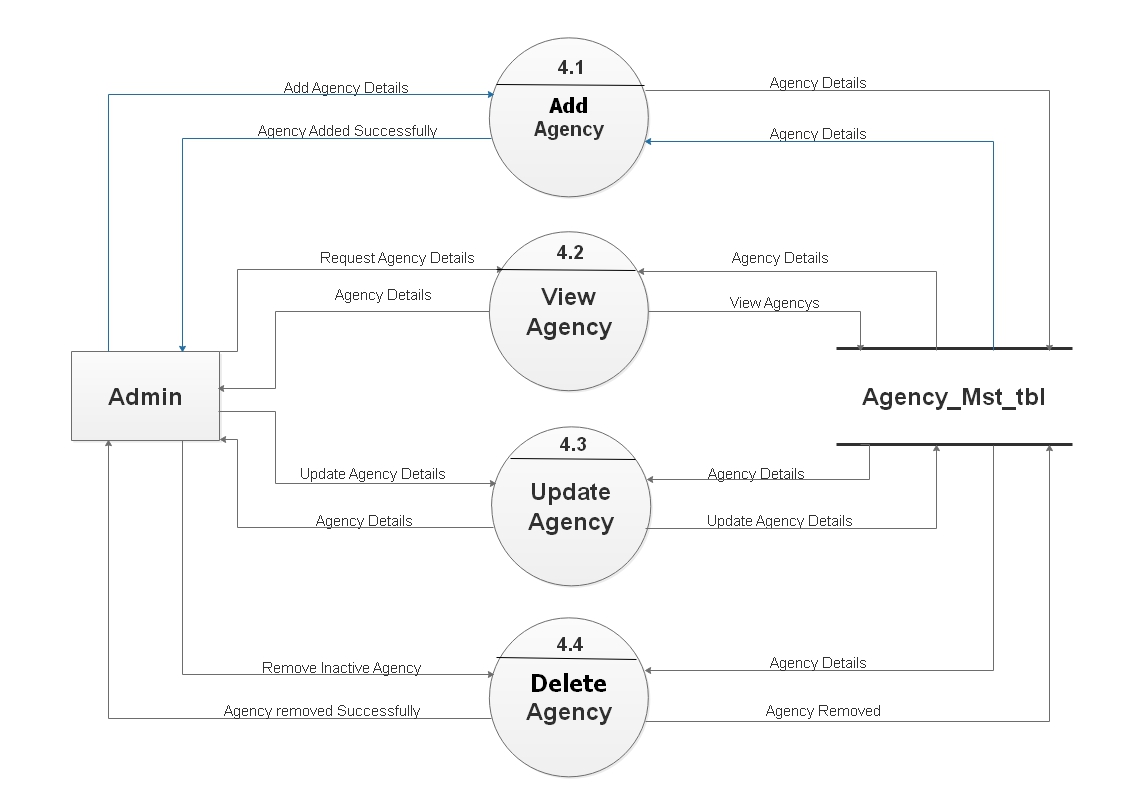 4.1
Add Agency Details
Add
Agency
Agency Details
Agency Added Successfully
Agency Details
4.2
Request Agency Details
Agency Details
View
Agency
Agency Details
View Agencys
Admin
Agency_Mst_tbl
4.3
Update Agency Details
Update
Agency
Agency Details
Agency Details
Update Agency Details
4.4
Remove Inactive Agency
Delete
Agency
Agency Details
Agency removed Successfully
Agency Removed